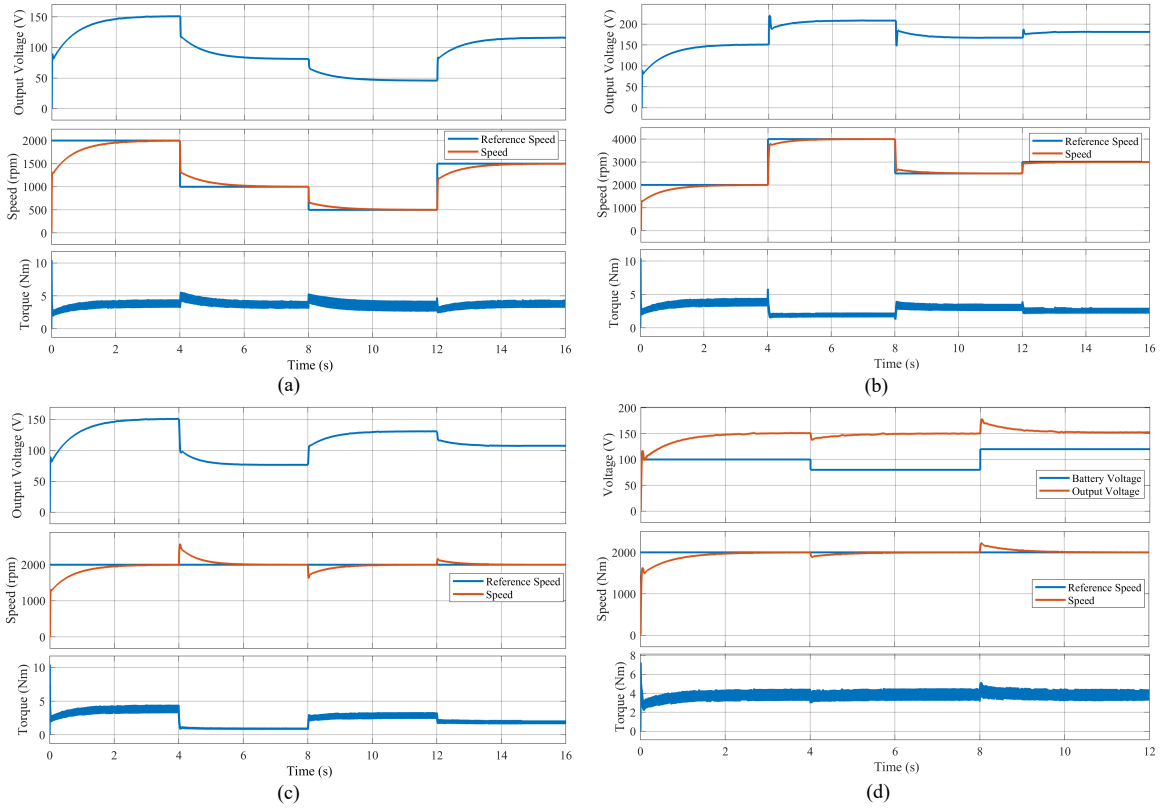 Output Voltage (V)
150
100
50
0
Speed (rpm)
2000
1500
1000
500
0
Reference Speed
Speed
Torque (Nm)
10
5
0
0 2 4 6 8 10 12 14 16
Time (s)
(a)
Output Voltage (V)
200
150
100
50
0
Speed (rpm)
4000
3000
2000
1000
0
Reference Speed
Speed
Torque (Nm)
10
5
0
0 2 4 6 8 10 12 14 16
Time (s)
(b)
Output Voltage (V)
150
100
50
0
Speed (rpm)
2000
1000
0
Reference Speed
Speed
Torque (Nm)
10
5
0
0 2 4 6 8 10 12 14 16
Time (s)
(c)
Voltage (V)
200
150
100
50
0
Battery Voltage
Output Voltage
Speed (Nm)
2000
1000
0
Reference Speed
Speed
Torque (Nm)
8
6
4
2
0
0 2 4 6 8 10 12
Time (s)
(d)